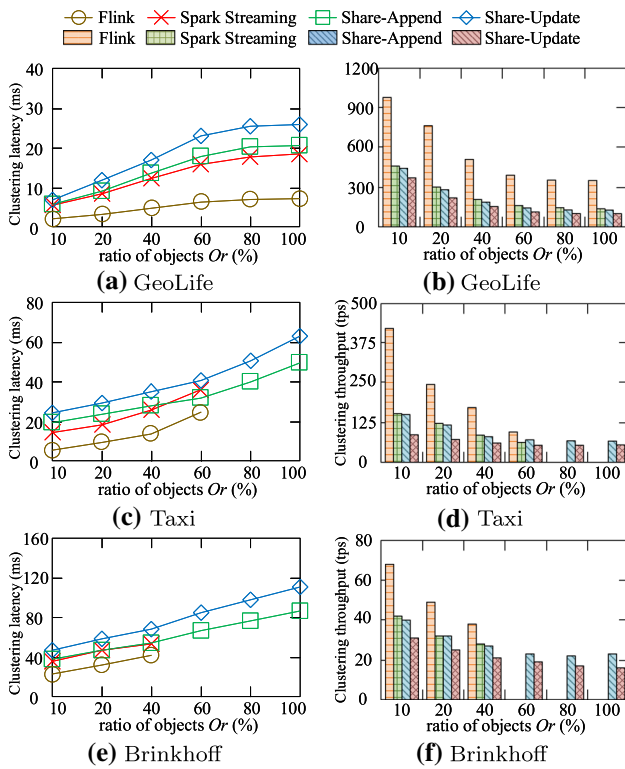 Flink Spark Streaming Share-Append Share-Update
Flink Spark Streaming Share-Append Share-Update
Clustering latency (ms)
40
30
20
10
0
10 20 40 60 80 100
ratio of objects Or (%)
(a) GeoLife
1200
900
600
300
0
10 20 40 60 80 100
ratio of objects Or (%)
(b) GeoLife
Clustering latency (ms)
80
60
40
20
0
10 20 40 60 80 100
ratio of objects Or (%)
(c) Taxi
Clustering throughput (tps)
500
375
250
125
0
10 20 40 60 80 100
ratio of objects Or (%)
(d) Taxi
Clustering latency (ms)
160
120
80
40
0
10 20 40 60 80 100
ratio of objects Or (%)
(e) Brinkhoff
Clustering throughput (tps)
80
60
40
20
0
10 20 40 60 80 100
ratio of objects Or (%)
(f) Brinkhoff